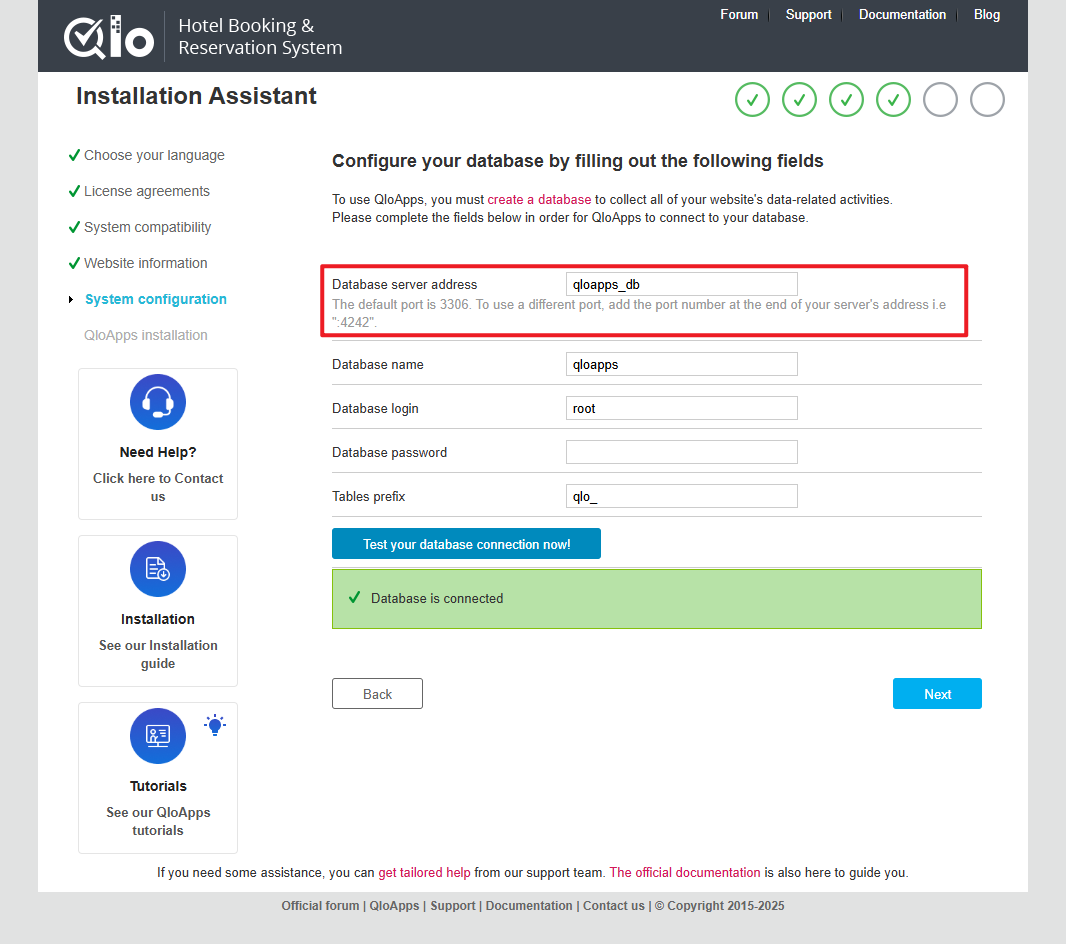 Forum
Support
Documentation
Blog
Qlo
Hotel Booking &
Reservation System
Installation Assistant
Choose your language
License agreements
System compatibility
Website information
System configuration
QloApps installation
Need Help?
Click here to Contact
us
Installation
See our Installation
guide
Tutorials
See our QloApps
tutorials
Configure your database by filling out the following fields
To use QloApps, you must create a database to collect all of your website's data-related activities.
Please complete the fields below in order for QloApps to connect to your database.
Database server address qloapps_db
The default port is 3306. To use a different port, add the port number at the end of your server's address i.e
":4242".
Database name qloapps
Database login root
Database password
Tables prefix qlo_
Test your database connection now!
Database is connected
Back
Next
If you need some assistance, you can get tailored help from our support team. The official documentation is also here to guide you.
Official forum | QloApps | Support | Documentation | Contact us | © Copyright 2015-2025